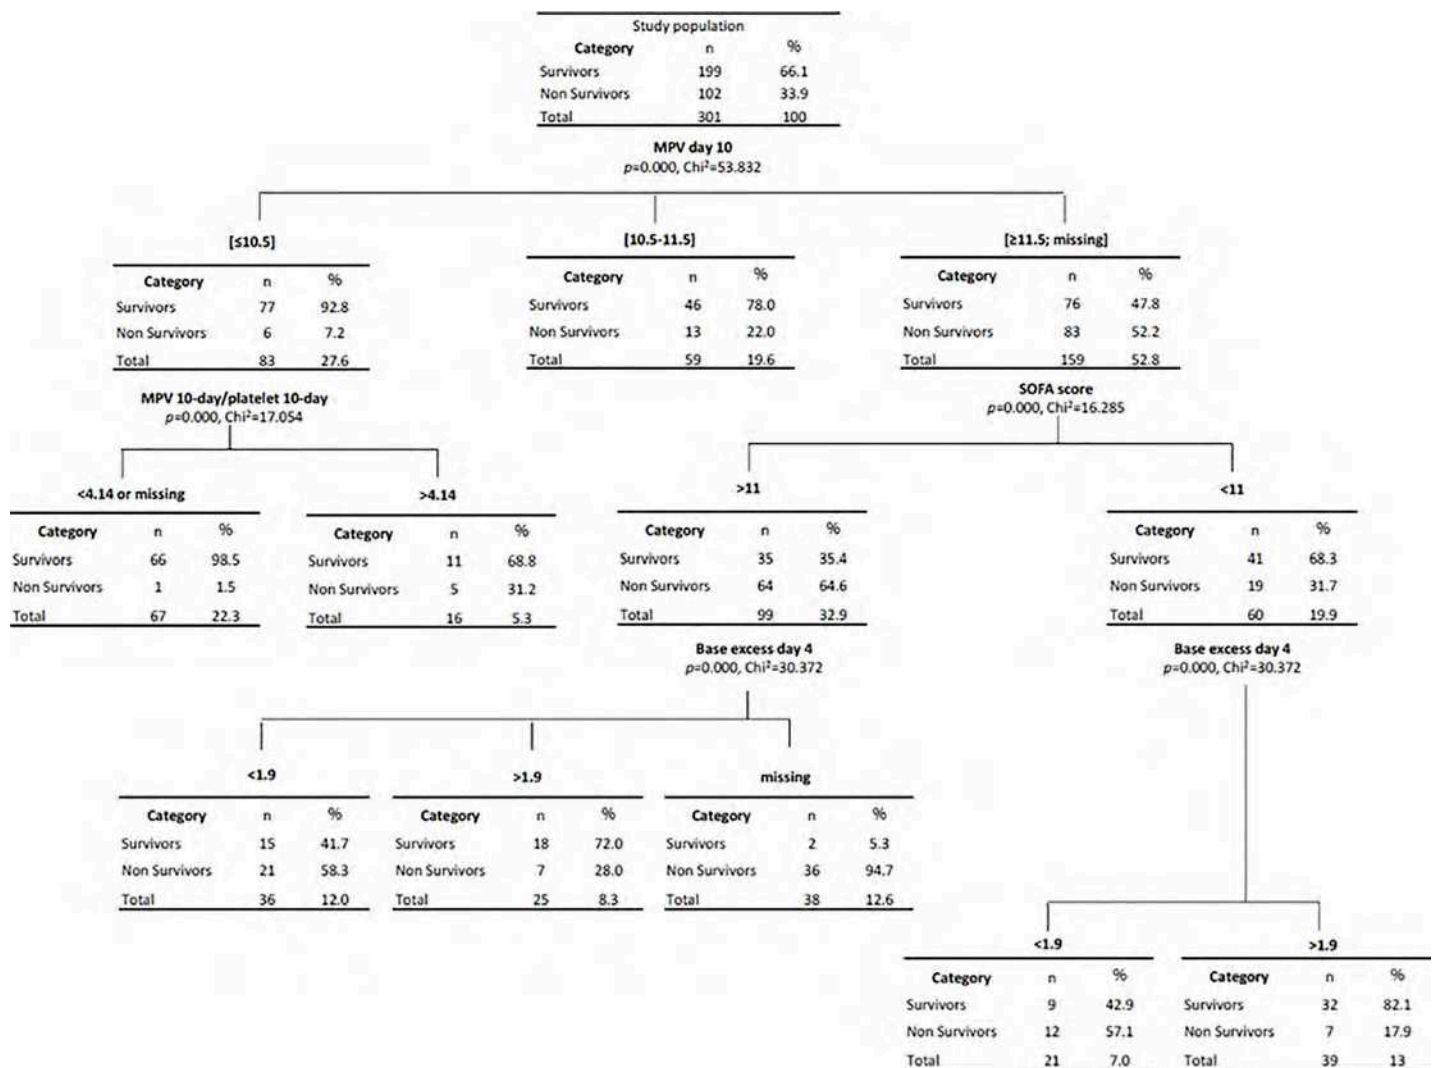 Study population
Category n %
Survivors 199 66.1
Non Survivors 102 33.9
Total 301 100
MPV day 10
p=0.000, Chi²=53.832
[≤10.5]
Category n %
Survivors 77 92.8
Non Survivors 6 7.2
Total 83 27.6
[10.5-11.5]
Category n %
Survivors 46 78.0
Non Survivors 13 22.0
Total 59 19.6
[≥11.5; missing]
Category n %
Survivors 76 47.8
Non Survivors 83 52.2
Total 159 52.8
MPV 10-day/platelet 10-day
p=0.000, Chi²=17.054
SOFA score
p=0.000, Chi²=16.285
<4.14 or missing
Category n %
Survivors 66 98.5
Non Survivors 1 1.5
Total 67 22.3
>4.14
Category n %
Survivors 11 68.8
Non Survivors 5 31.2
Total 16 5.3
>11
Category n %
Survivors 35 35.4
Non Survivors 64 64.6
Total 99 32.9
<11
Category n %
Survivors 41 68.3
Non Survivors 19 31.7
Total 60 19.9
Base excess day 4
p=0.000, Chi²=30.372
Base excess day 4
p=0.000, Chi²=30.372
<1.9
Category n %
Survivors 15 41.7
Non Survivors 21 58.3
Total 36 12.0
>1.9
Category n %
Survivors 18 72.0
Non Survivors 7 28.0
Total 25 8.3
missing
Category n %
Survivors 2 5.3
Non Survivors 36 94.7
Total 38 12.6
<1.9
Category n %
Survivors 9 42.9
Non Survivors 12 57.1
Total 21 7.0
>1.9
Category n %
Survivors 32 82.1
Non Survivors 7 17.9
Total 39 13